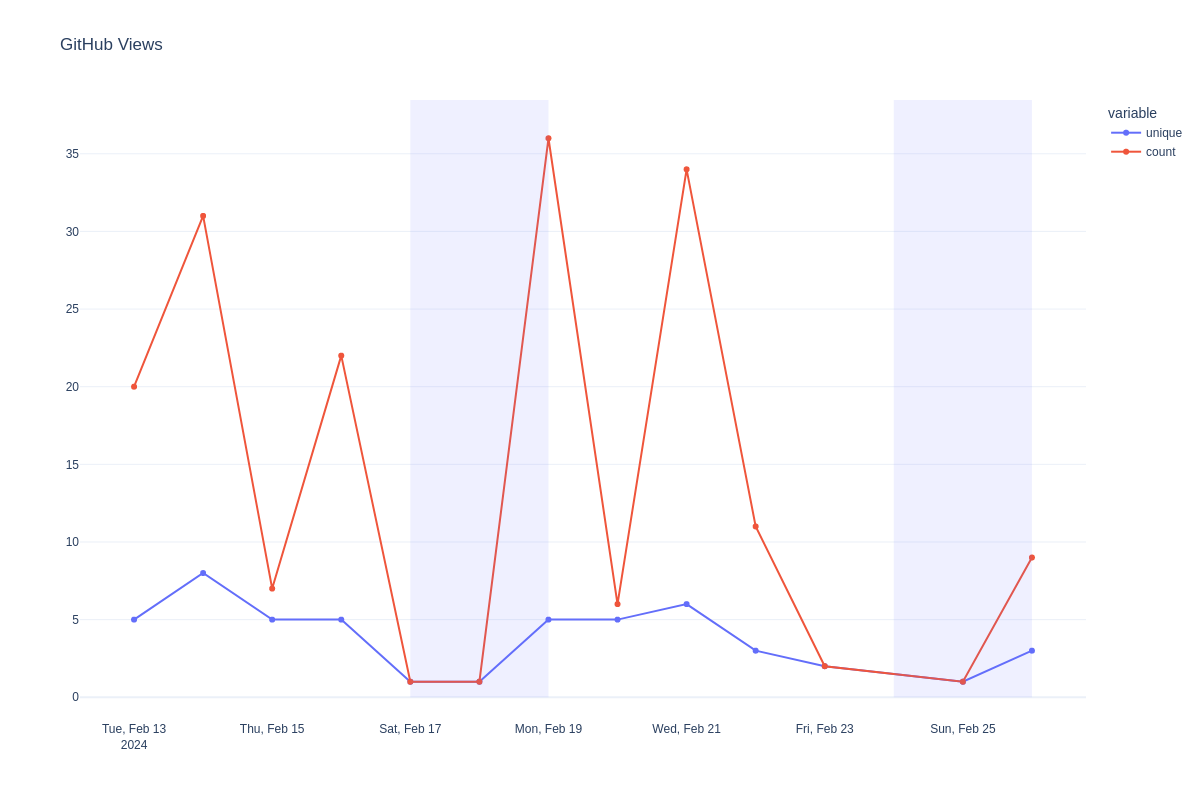 GitHub Views
variable
unique
count
35
30
25
20
15
10
5
0
Tue, Feb 13
2024
Thu, Feb 15
Sat, Feb 17
Mon, Feb 19
Wed, Feb 21
Fri, Feb 23
Sun, Feb 25